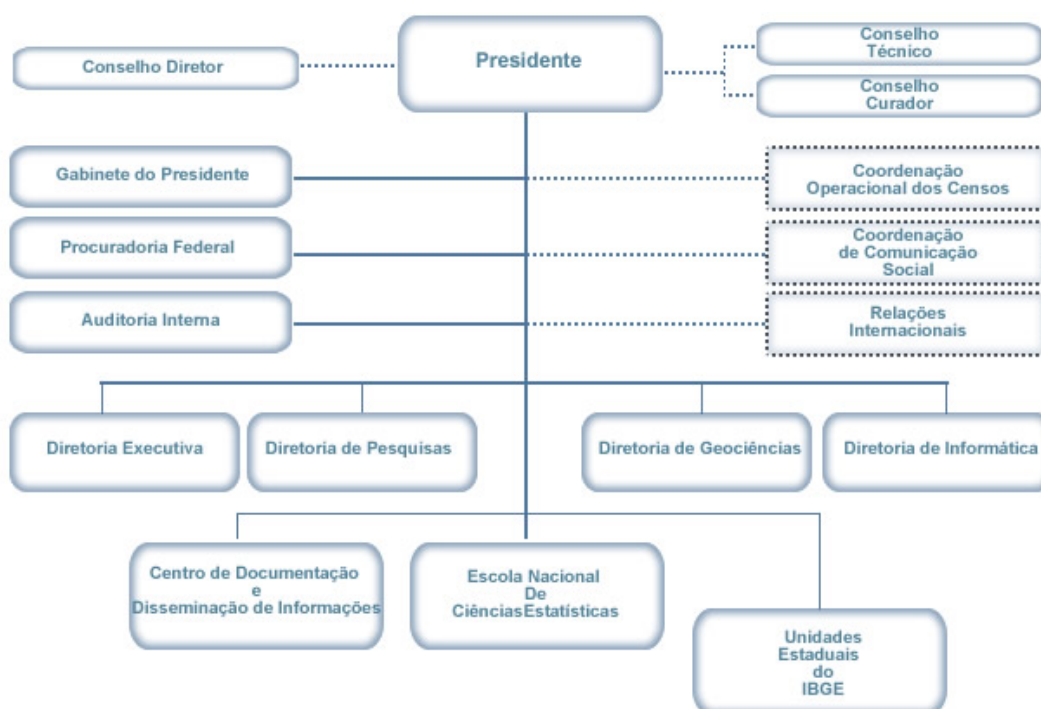 Conselho Diretor
Presidente
Conselho
Técnico
Conselho
Curador
Gabinete do Presidente
Coordenação
Operacional dos Censos
Procuradoria Federal
Coordenação
de Comunicação
Social
Auditoria Interna
Relações
Internacionais
Diretoria Executiva
Diretoria de Pesquisas
Diretoria de Geociências
Diretoria de Informática
Centro de Documentação
e
Disseminação de Informações
Escola Nacional
De
CiênciasEstatísticas
Unidades
Estaduais
do
IBGE